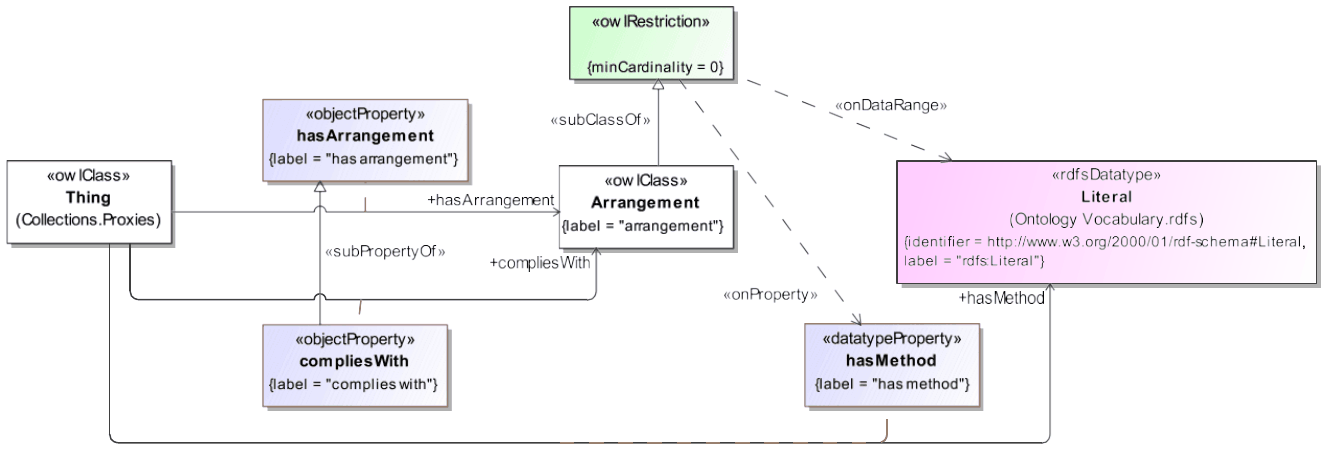 «owlRestriction»
{minCardinality = 0}
«onDataRange»
«objectProperty»
hasArrangement
{label = "has arrangement"}
«subClassOf»
«owlClass»
Thing
(Collections.Proxies)
+hasArrangement
«owlClass»
Arrangement
{label = "arrangement"}
«rdfsDatatype»
Literal
(Ontology Vocabulary.rdfs)
{identifier = http://www.w3.org/2000/01/rdf-schema#Literal,
label = "rdfs:Literal"}
«subPropertyOf»
+compliesWith
«onProperty»
+hasMethod
«objectProperty»
compliesWith
{label = "complies with"}
«datatypeProperty»
hasMethod
{label = "has method"}